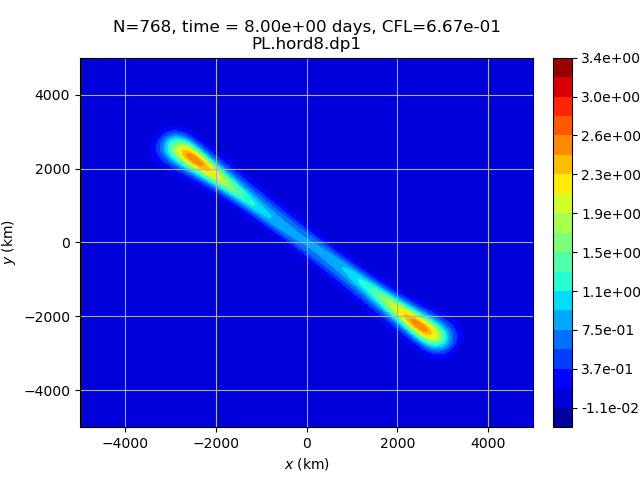 N=768, time = 8.00e+00 days, CFL=6.67e-01
PL.hord8.dp1
4000
2000
0
−2000
−4000
y (km)
−4000
−2000
0
2000
4000
x (km)
3.4e+00
3.0e+00
2.6e+00
2.3e+00
1.9e+00
1.5e+00
1.1e+00
7.5e-01
3.7e-01
-1.1e-02